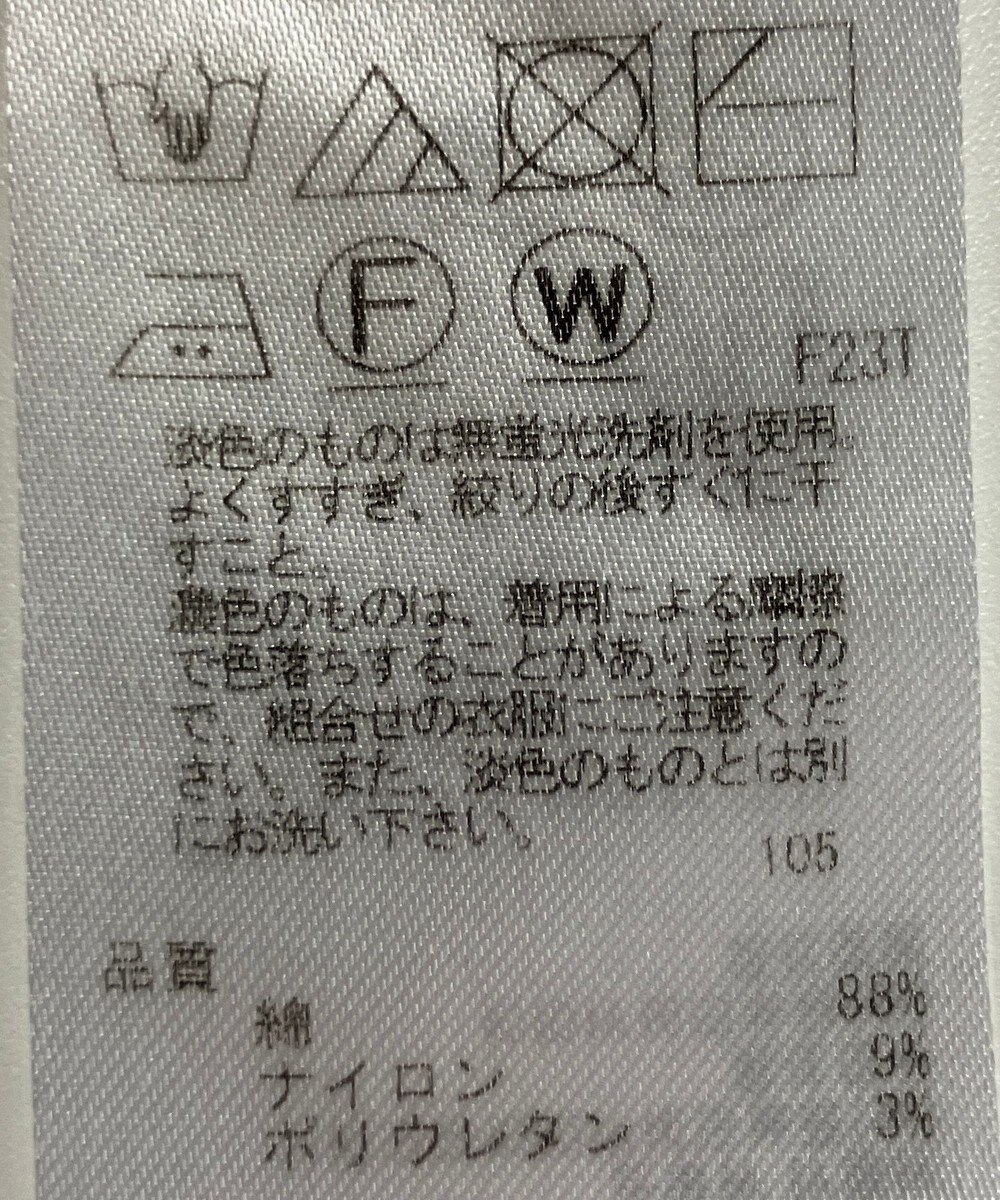 F W
F23T
淡色のものは無蛍光洗剤を使用。
よくすすぎ、絞りの後すぐに干
すこと。
濃色のものは、着用による摩擦
で色落ちすることがありますの
で、組合せの衣服にご注意くだ
さい。また、淡色のものとは別
にお洗い下さい。
105
品質
綿 88%
ナイロン 9%
ポリウレタン 3%